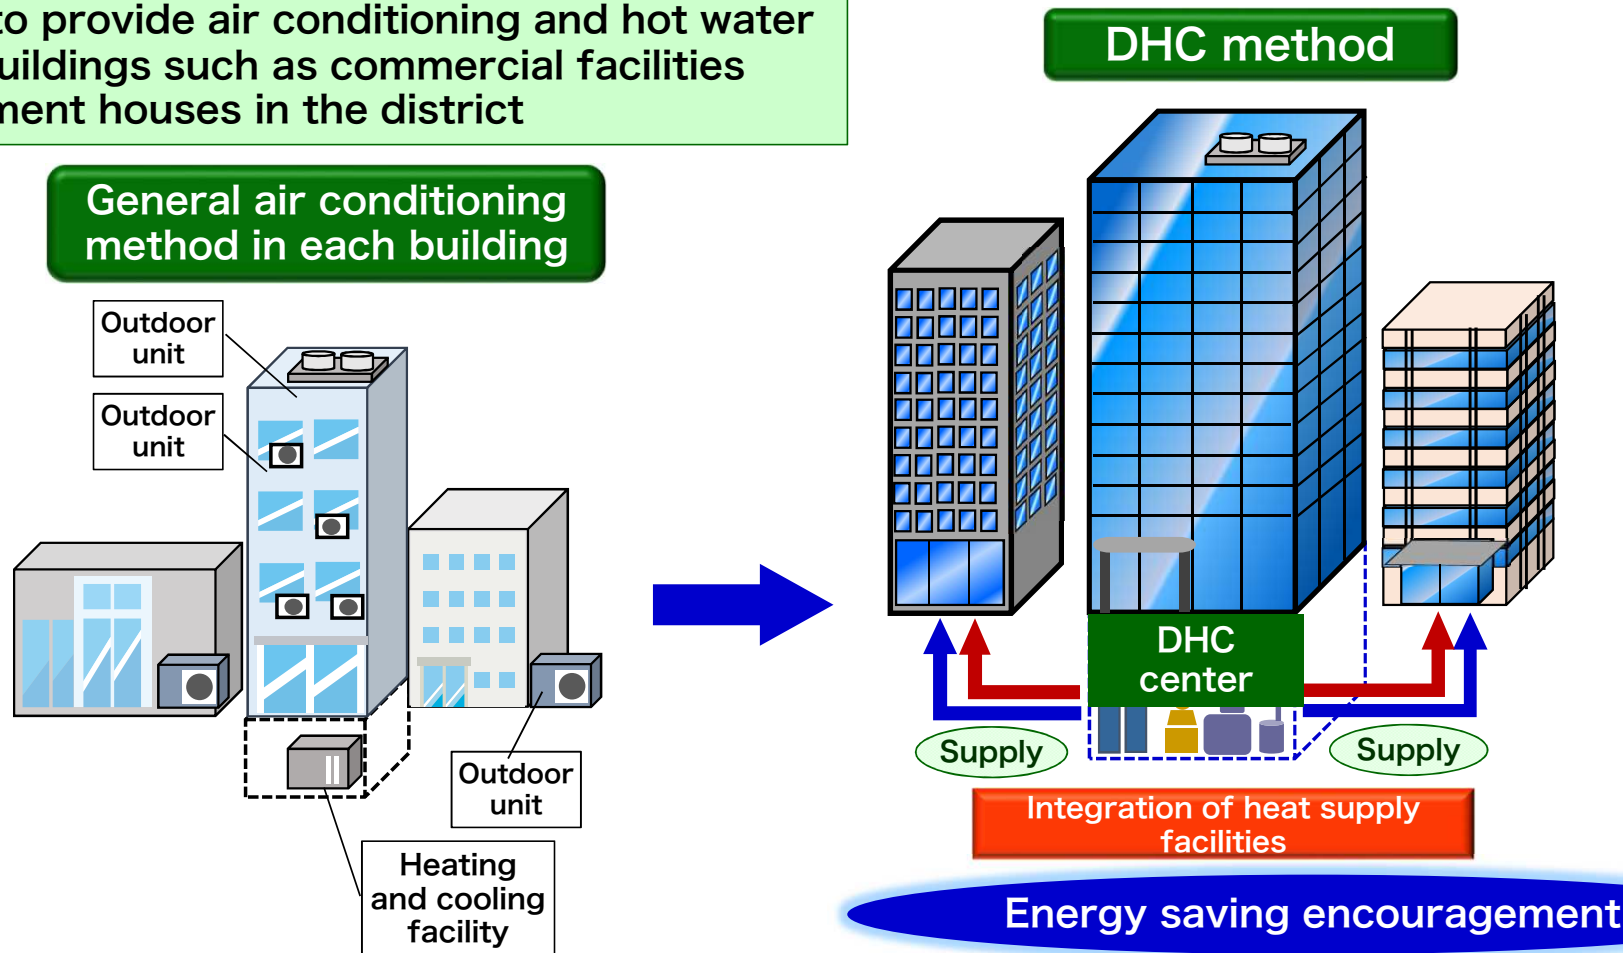 to provide air conditioning and hot water
buildings such as commercial facilities
houses in the district
DHC method
General air conditioning
method in each building
Outdoor
unit
Outdoor
unit
Outdoor
unit
Heating
and cooling
facility
DHC
center
Supply
Supply
Integration of heat supply
facilities
Energy saving encouragement